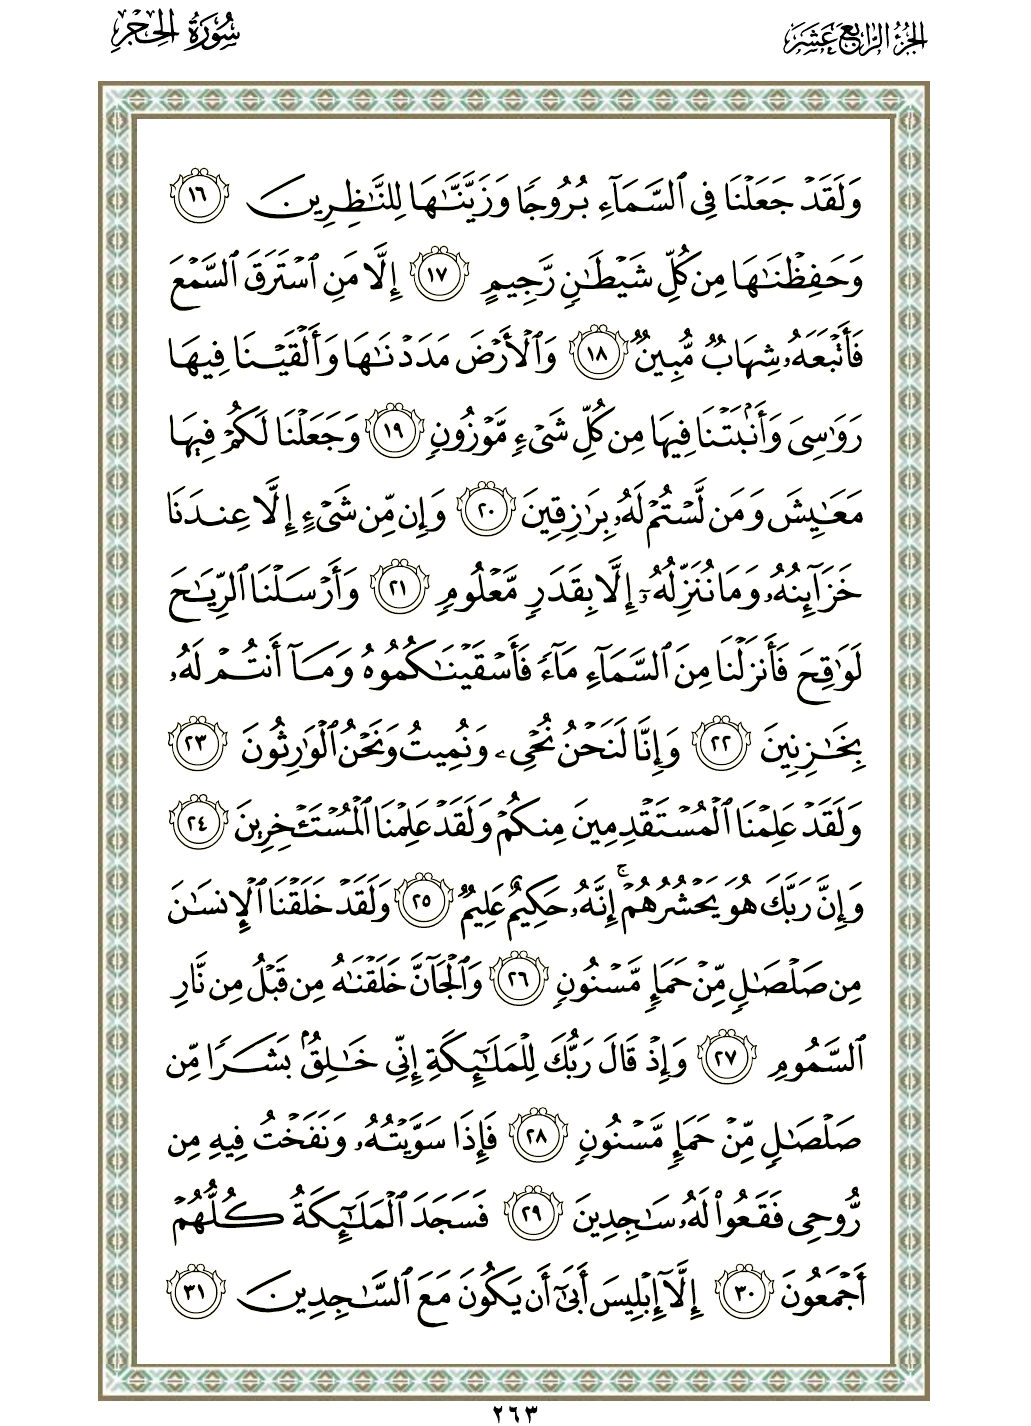 الجزء الرابع عشر
سورة الحجر
وَلَقَدْ جَعَلْنَا فِي ٱلسَّمَآءِ بُرُوجًا وَزَيَّنَّـٰهَا لِلنَّـٰظِرِينَ ١٦
وَحَفِظْنَـٰهَا مِن كُلِّ شَيْطَـٰنٍ رَّجِيمٍ ١٧ إِلَّا مَنِ ٱسْتَرَقَ ٱلسَّمْعَ
فَأَتْبَعَهُۥ شِهَابٌ مُّبِينٌ ١٨ وَٱلْأَرْضَ مَدَدْنَـٰهَا وَأَلْقَيْنَا فِيهَا
رَوَٰسِىَ وَأَنۢبَتْنَا فِيهَا مِن كُلِّ شَىْءٍ مَّوْزُونٍ ١٩ وَجَعَلْنَا لَكُمْ فِيهَا
مَعَـٰيِشَ وَمَن لَّسْتُمْ لَهُۥ بِرَٰزِقِينَ ٢٠ وَإِن مِّن شَىْءٍ إِلَّا عِندَنَا
خَزَآئِنُهُۥ وَمَا نُنَزِّلُهُۥٓ إِلَّا بِقَدَرٍ مَّعْلُومٍ ٢١ وَأَرْسَلْنَا ٱلرِّيَـٰحَ
لَوَٰقِحَ فَأَنزَلْنَا مِنَ ٱلسَّمَآءِ مَآءً فَأَسْقَيْنَـٰكُمُوهُ وَمَآ أَنتُمْ لَهُۥ
بِخَـٰزِنِينَ ٢٢ وَإِنَّا لَنَحْنُ نُحْىِۦ وَنُمِيتُ وَنَحْنُ ٱلْوَٰرِثُونَ ٢٣
وَلَقَدْ عَلِمْنَا ٱلْمُسْتَقْدِمِينَ مِنكُمْ وَلَقَدْ عَلِمْنَا ٱلْمُسْتَـْٔخِرِينَ ٢٤
وَإِنَّ رَبَّكَ هُوَ يَحْشُرُهُمْ ۚ إِنَّهُۥ حَكِيمٌ عَلِيمٌ ٢٥ وَلَقَدْ خَلَقْنَا ٱلْإِنسَـٰنَ
مِن صَلْصَـٰلٍ مِّنْ حَمَإٍ مَّسْنُونٍ ٢٦ وَٱلْجَآنَّ خَلَقْنَـٰهُ مِن قَبْلُ مِن نَّارِ
ٱلسَّمُومِ ٢٧ وَإِذْ قَالَ رَبُّكَ لِلْمَلَـٰٓئِكَةِ إِنِّى خَـٰلِقٌۢ بَشَرًا مِّن
صَلْصَـٰلٍ مِّنْ حَمَإٍ مَّسْنُونٍ ٢٨ فَإِذَا سَوَّيْتُهُۥ وَنَفَخْتُ فِيهِ مِن
رُّوحِى فَقَعُوا۟ لَهُۥ سَـٰجِدِينَ ٢٩ فَسَجَدَ ٱلْمَلَـٰٓئِكَةُ كُلُّهُمْ
أَجْمَعُونَ ٣٠ إِلَّآ إِبْلِيسَ أَبَىٰٓ أَن يَكُونَ مَعَ ٱلسَّـٰجِدِينَ ٣١
٢٦٣